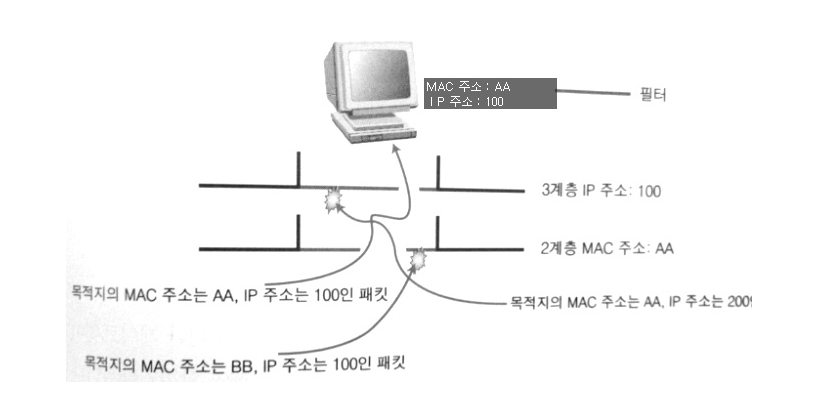 MAC 주소 : AA
IP 주소 : 100
필터
3계층 IP 주소: 100
2계층 MAC 주소: AA
목적지의 MAC 주소는 AA, IP 주소는 100인 패킷
목적지의 MAC 주소는 AA, IP 주소는 200
목적지의 MAC 주소는 BB, IP 주소는 100인 패킷